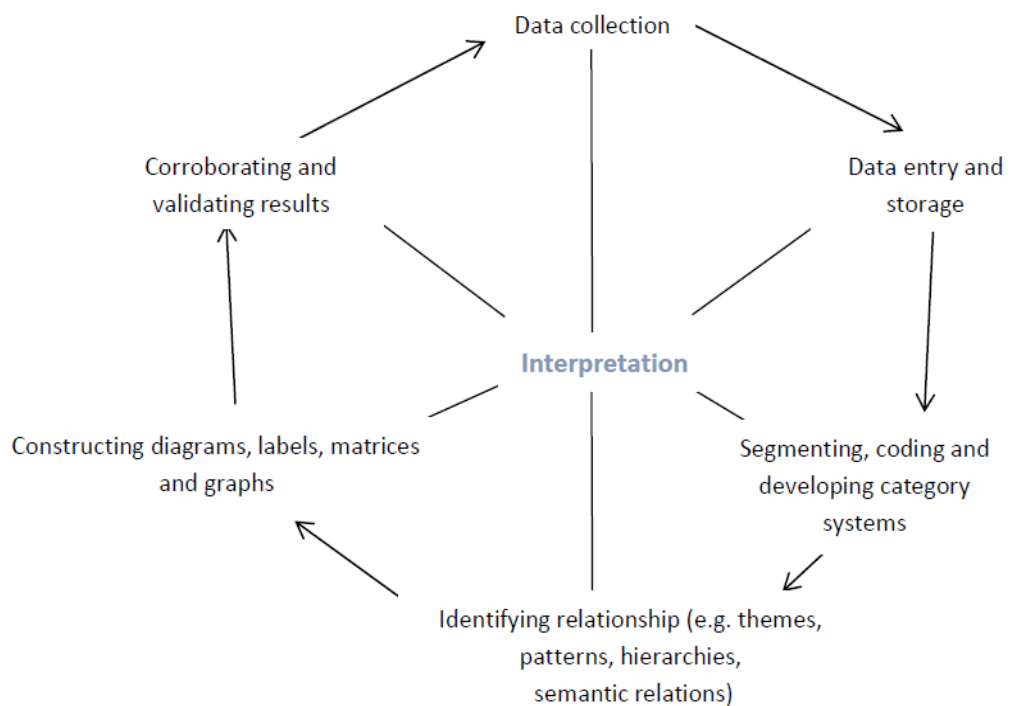 Data collection
Data entry and
storage
Segmenting, coding and
developing category
systems
Identifying relationship (e.g. themes,
patterns, hierarchies,
semantic relations)
Constructing diagrams, labels, matrices
and graphs
Corroborating and
validating results
Interpretation